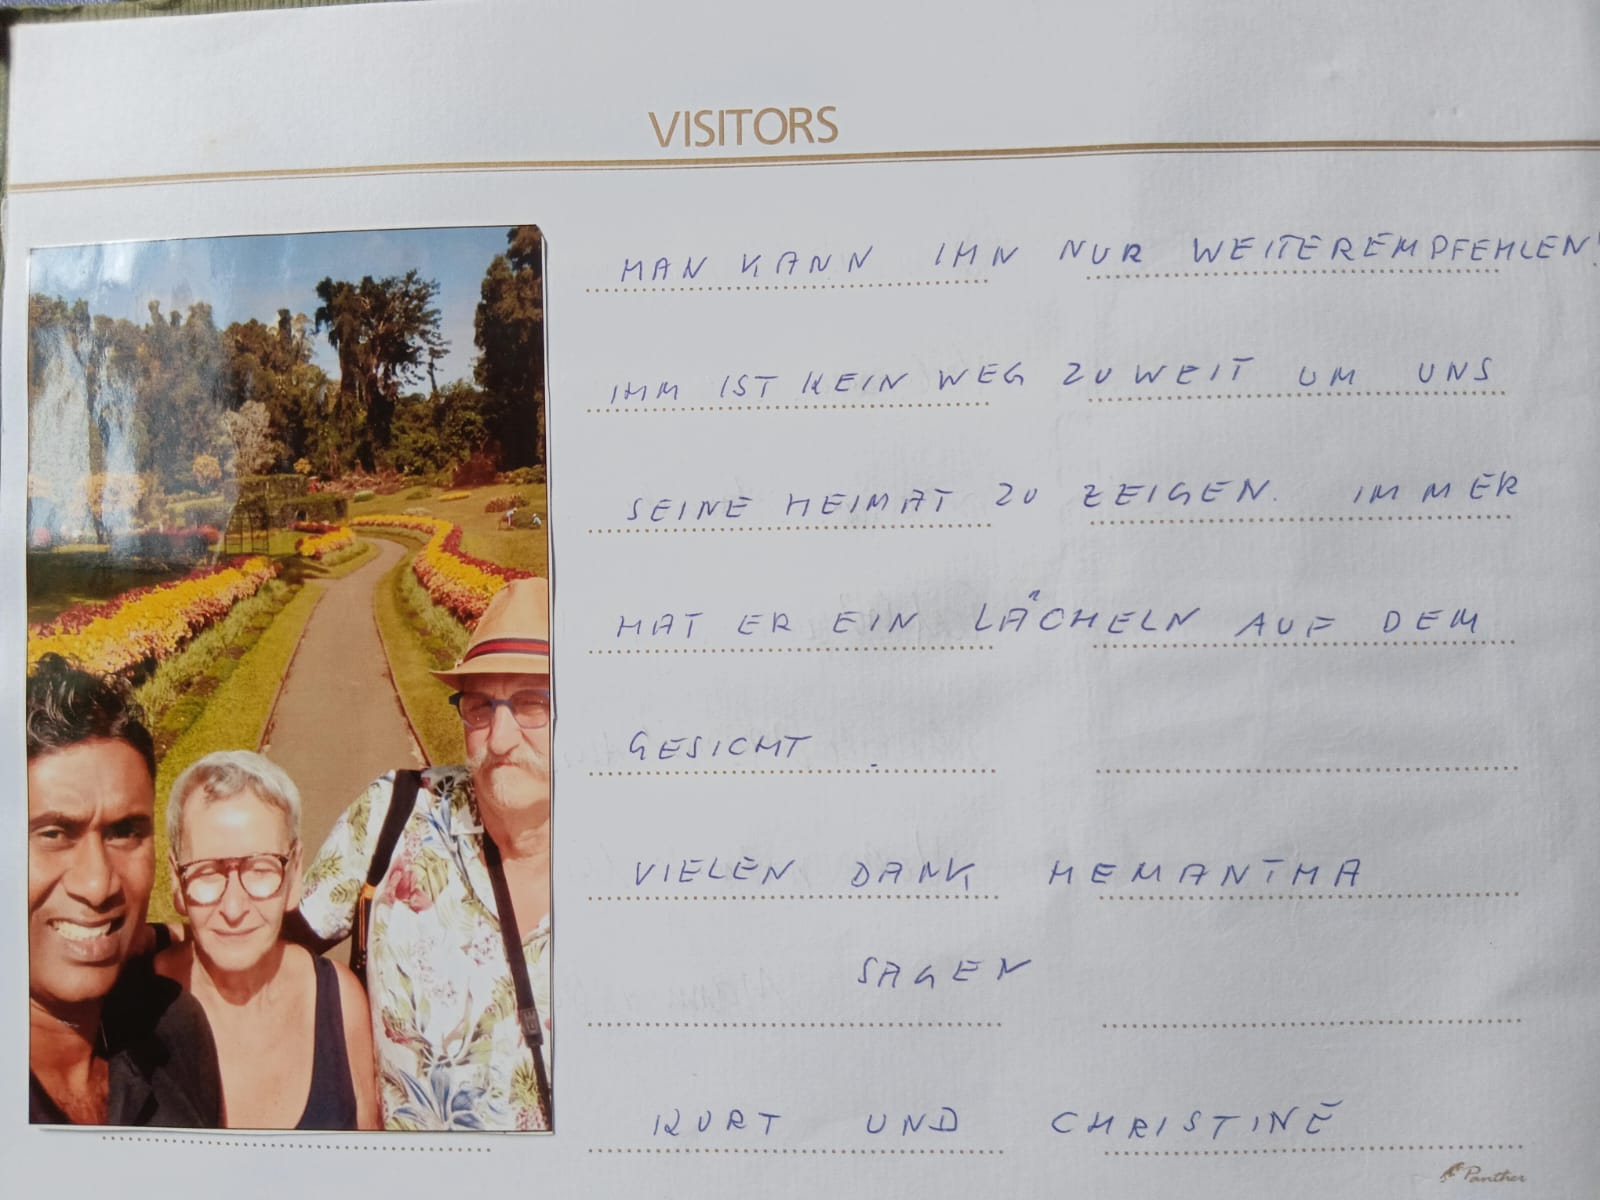 VISITORS
MAN KANN IHN NUR WEITEREMPFEHLEN!
IHM IST KEIN WEG ZU WEIT UM UNS
SEINE HEIMAT ZU ZEIGEN. IMMER
HAT ER EIN LÄCHELN AUF DEM
GESICHT.
VIELEN DANK HEMANTHA
SAGEN
KURT UND CHRISTINE
Panther